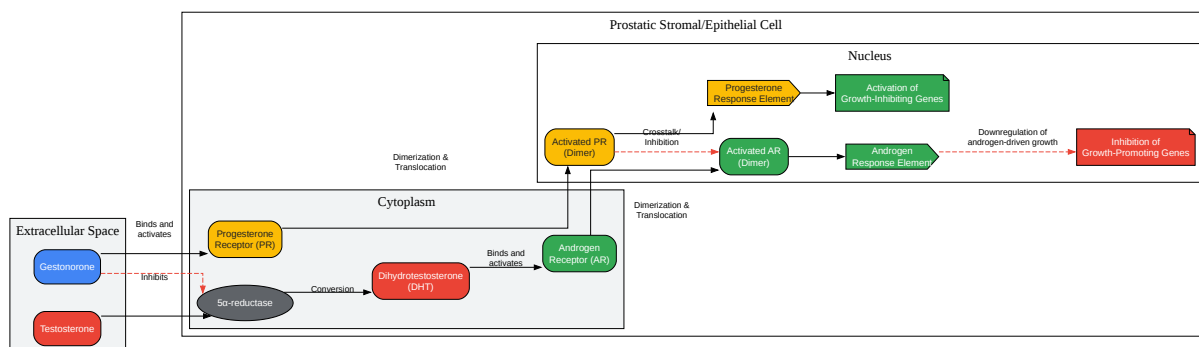 Prostatic Stromal/Epithelial Cell
Nucleus
Progesterone
Response Element
Activation of
Growth-Inhibiting Genes
Activated PR
(Dimer)
Crosstalk/
Inhibition
Activated AR
(Dimer)
Androgen
Response Element
Downregulation of
androgen-driven growth
Inhibition of
Growth-Promoting Genes
Dimerization &
Translocation
Dimerization &
Translocation
Cytoplasm
Progesterone
Receptor (PR)
Binds and
activates
Androgen
Receptor (AR)
Dihydrotestosterone
(DHT)
Conversion
5α-reductase
Extracellular Space
Binds and
activates
Gestonorone
Inhibits
Testosterone